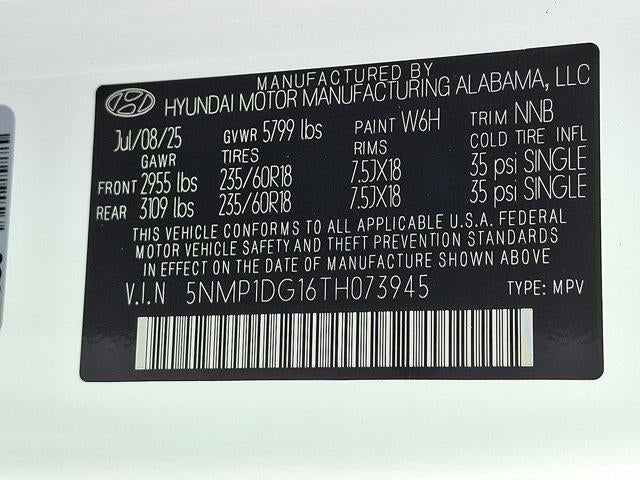 MANUFACTURED BY
HYUNDAI MOTOR MANUFACTURING ALABAMA, LLC
Jul/08/25 GVWR 5799 lbs PAINT W6H TRIM NNB
GAWR TIRES RIMS COLD TIRE INFL
FRONT 2955 lbs 235/60R18 7.5JX18 35 psi SINGLE
REAR 3109 lbs 235/60R18 7.5JX18 35 psi SINGLE
THIS VEHICLE CONFORMS TO ALL APPLICABLE U.S.A. FEDERAL
MOTOR VEHICLE SAFETY AND THEFT PREVENTION STANDARDS
IN EFFECT ON THE DATE OF MANUFACTURE SHOWN ABOVE
V.I.N 5NMP1DG16TH073945 TYPE: MPV